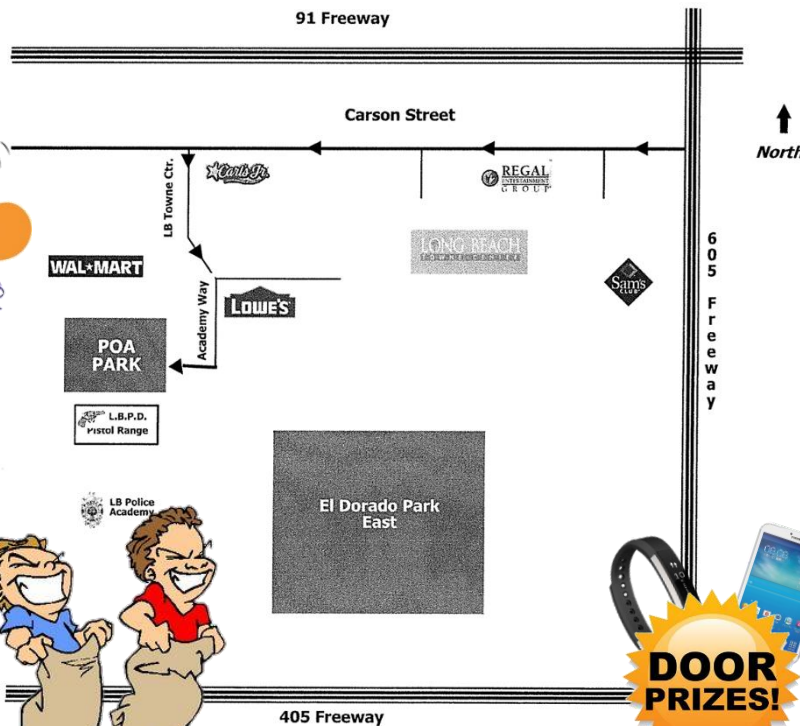 91 Freeway
Carson Street
North
LB Towne Ctr.
Carl's Jr.
REGAL
ENTERTAINMENT
GROUP
605 Freeway
LONG BEACH
TOWNE CENTER
WAL★MART
Sam's
CLUB
Academy Way
LOWE'S
POA
PARK
L.B.P.D.
Pistol Range
LB Police
Academy
El Dorado Park
East
DOOR
PRIZES!
405 Freeway